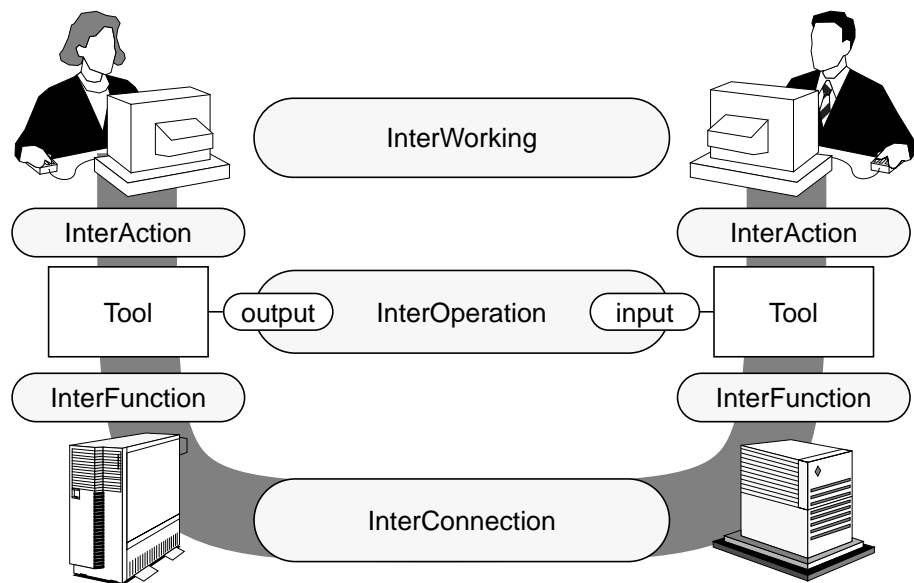 InterWorking
InterAction
InterAction
Tool
output
InterOperation
input
Tool
InterFunction
InterFunction
InterConnection